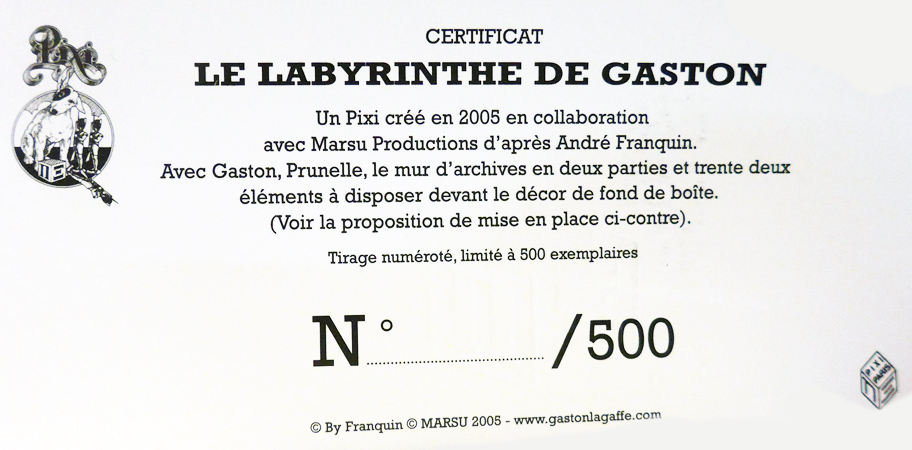 Pixi
CERTIFICAT
LE LABYRINTHE DE GASTON
Un Pixi créé en 2005 en collaboration
avec Marsu Productions d'après André Franquin.
Avec Gaston, Prunelle, le mur d'archives en deux parties et trente deux
éléments à disposer devant le décor de fond de boîte.
(Voir la proposition de mise en place ci-contre).
Tirage numéroté, limité à 500 exemplaires
N° ................................................ /500
PIXI
PARIS
© By Franquin © MARSU 2005 - www.gastonlagaffe.com